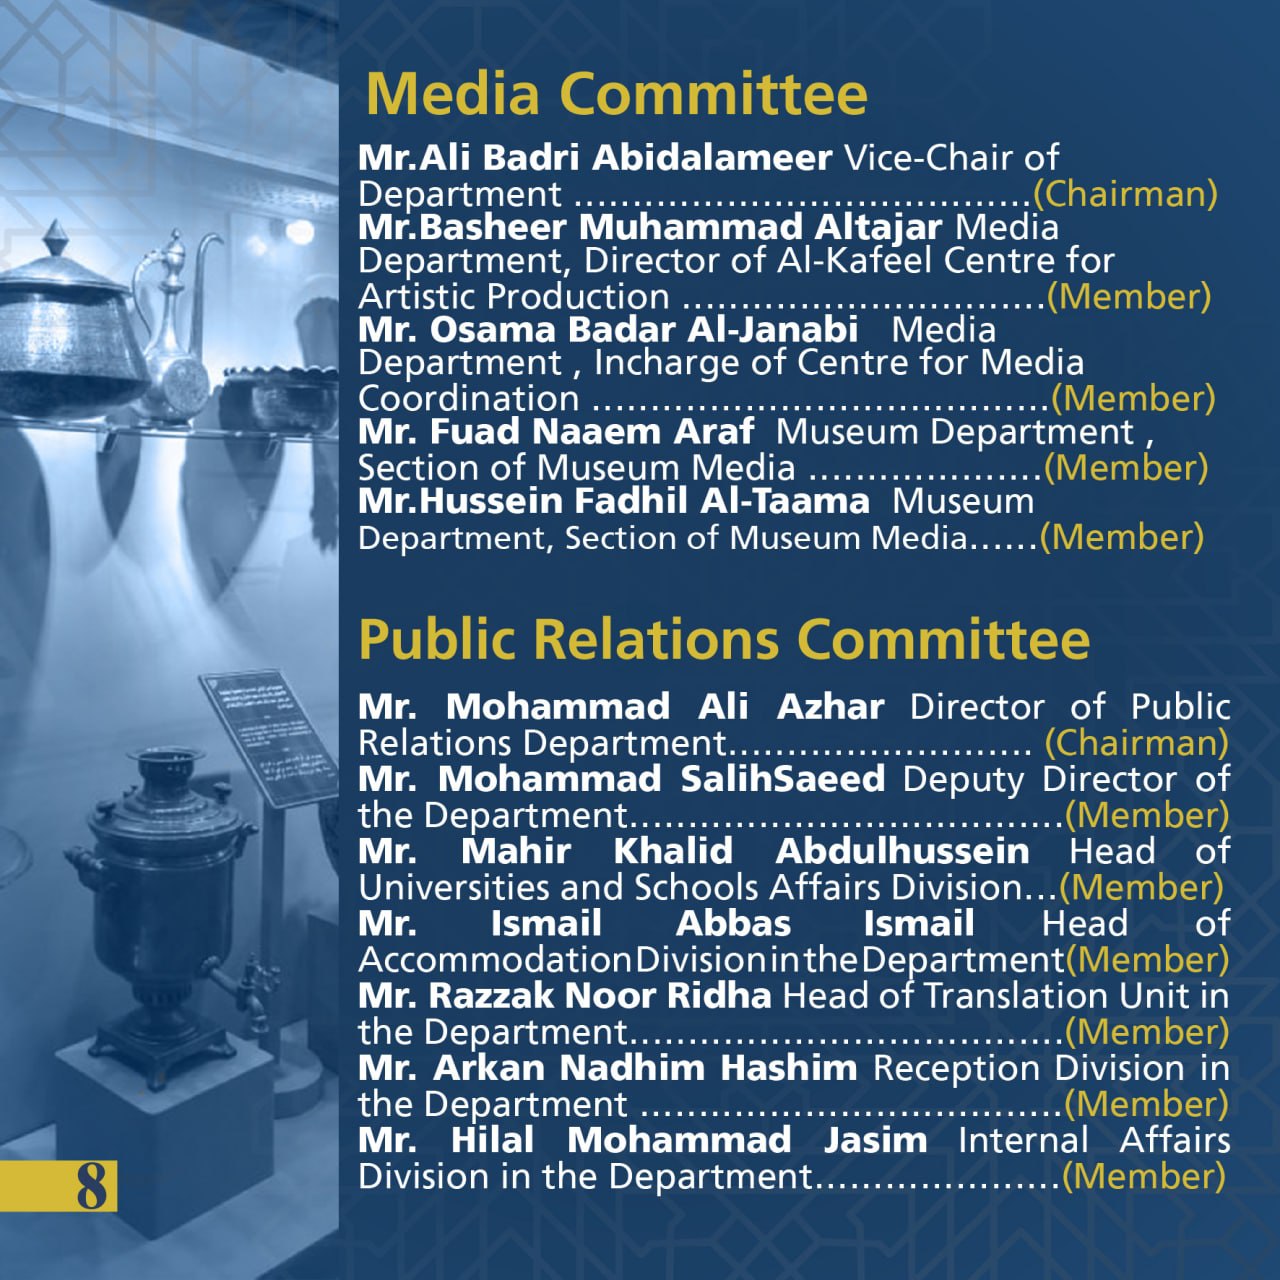 Media Committee
Mr.Ali Badri Abidalameer Vice-Chair of
Department .......................................(Chairman)
Mr.Basheer Muhammad Altajar Media
Department, Director of Al-Kafeel Centre for
Artistic Production ...............................(Member)
Mr. Osama Badar Al-Janabi Media
Department , Incharge of Centre for Media
Coordination .......................................(Member)
Mr. Fuad Naaem Araf Museum Department ,
Section of Museum Media ....................(Member)
Mr.Hussein Fadhil Al-Taama Museum
Department, Section of Museum Media......(Member)
Public Relations Committee
Mr. Mohammad Ali Azhar Director of Public
Relations Department.......................... (Chairman)
Mr. Mohammad SalihSaeed Deputy Director of
the Department.....................................(Member)
Mr. Mahir Khalid Abdulhussein Head of
Universities and Schools Affairs Division...(Member)
Mr. Ismail Abbas Ismail Head of
Accommodation Division in the Department(Member)
Mr. Razzak Noor Ridha Head of Translation Unit in
the Department.....................................(Member)
Mr. Arkan Nadhim Hashim Reception Division in
the Department ....................................(Member)
Mr. Hilal Mohammad Jasim Internal Affairs
Division in the Department.....................(Member)
8